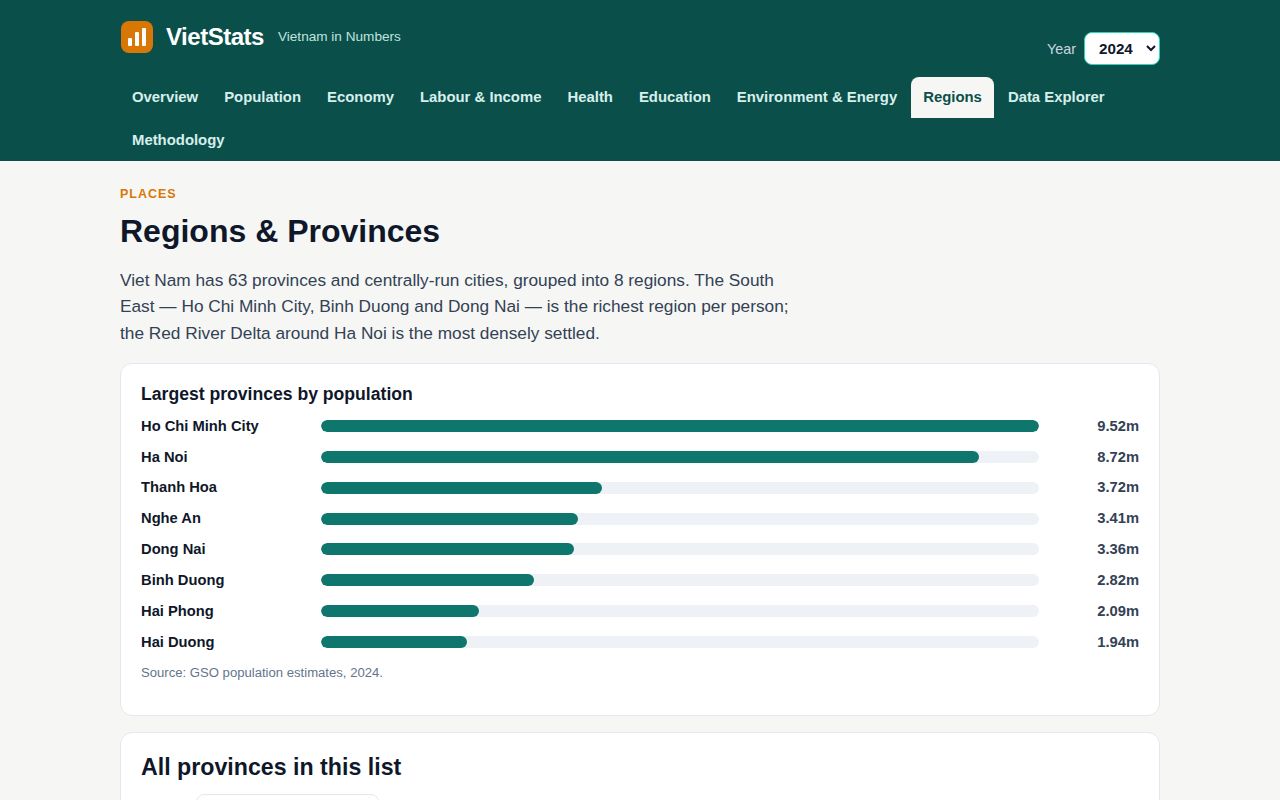 VietStats Vietnam in Numbers
Year 2024
Overview Population Economy Labour & Income Health Education Environment & Energy Regions Data Explorer
Methodology
PLACES
Regions & Provinces
Viet Nam has 63 provinces and centrally-run cities, grouped into 8 regions. The South
East — Ho Chi Minh City, Binh Duong and Dong Nai — is the richest region per person;
the Red River Delta around Ha Noi is the most densely settled.
Largest provinces by population
Ho Chi Minh City 9.52m
Ha Noi 8.72m
Thanh Hoa 3.72m
Nghe An 3.41m
Dong Nai 3.36m
Binh Duong 2.82m
Hai Phong 2.09m
Hai Duong 1.94m
Source: GSO population estimates, 2024.
All provinces in this list